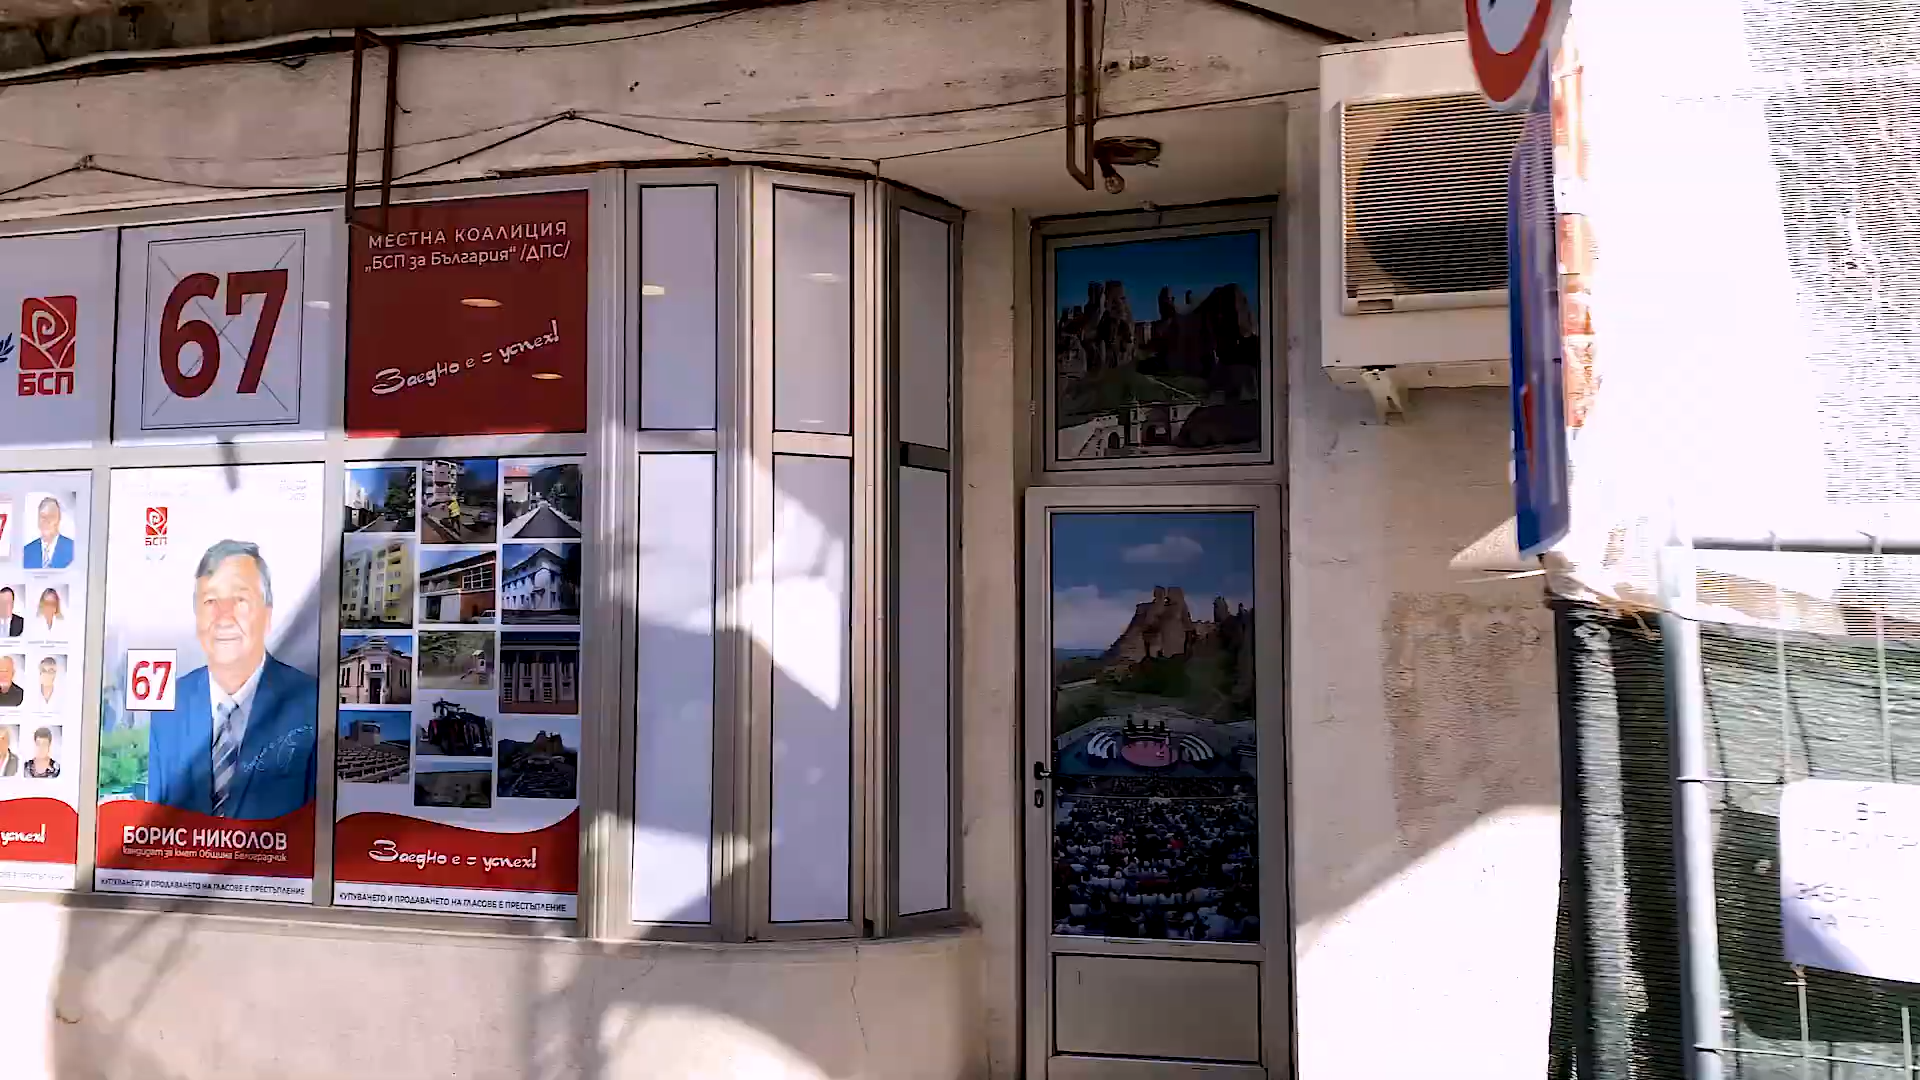 БСП
67
МЕСТНА КОАЛИЦИЯ
„БСП за България“ /ДПС/
Заедно е = успех!
БСП
67
БОРИС НИКОЛОВ
кандидат за кмет Община Белоградчик
КУПУВАНЕТО И ПРОДАВАНЕТО НА ГЛАСОВЕ Е ПРЕСТЪПЛЕНИЕ
Заедно е = успех!
КУПУВАНЕТО И ПРОДАВАНЕТО НА ГЛАСОВЕ Е ПРЕСТЪПЛЕНИЕ
успех!